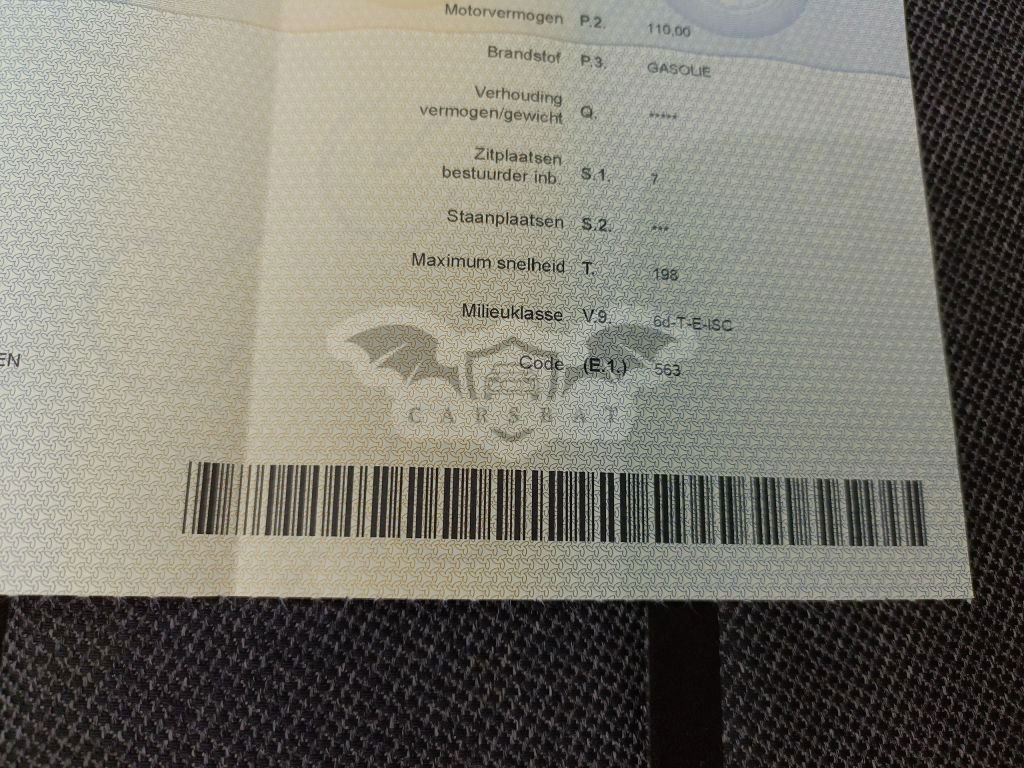 Motorvermogen P.2. 110,00
Brandstof P.3. GASOLIE
Verhouding
vermogen/gewicht Q. *****
Zitplaatsen
bestuurder inb. S.1. 7
Staanplaatsen S.2. ***
Maximum snelheid T. 198
Milieuklasse V.9. 6d-T-E-ISC
EN
Code (E.1.) 563
CARSBAT